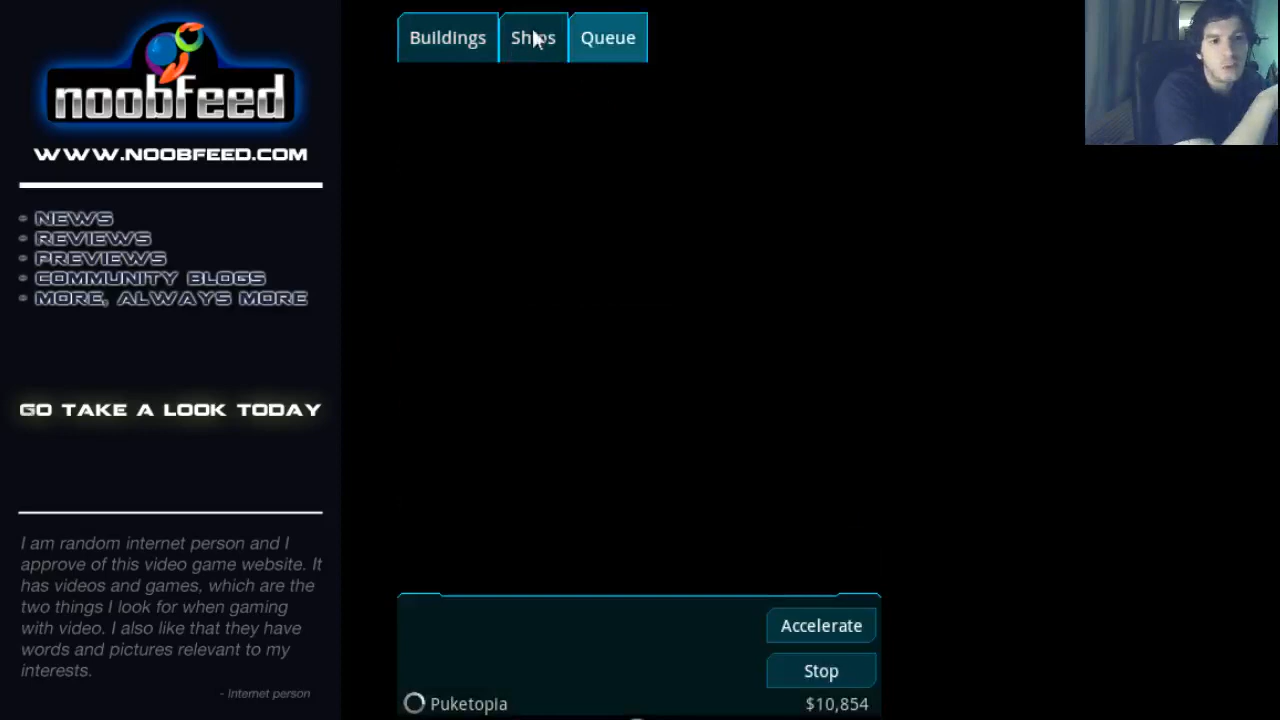 noobfeed
WWW.NOOBFEED.COM
NEWS
REVIEWS
PREVIEWS
COMMUNITY BLOGS
MORE, ALWAYS MORE
GO TAKE A LOOK TODAY
I am random internet person and I
approve of this video game website. It
has videos and games, which are the
two things I look for when gaming
with video. I also like that they have
words and pictures relevant to my
interests.
- Internet person
Buildings Ships Queue
Accelerate
Stop
Puketopia $10,854